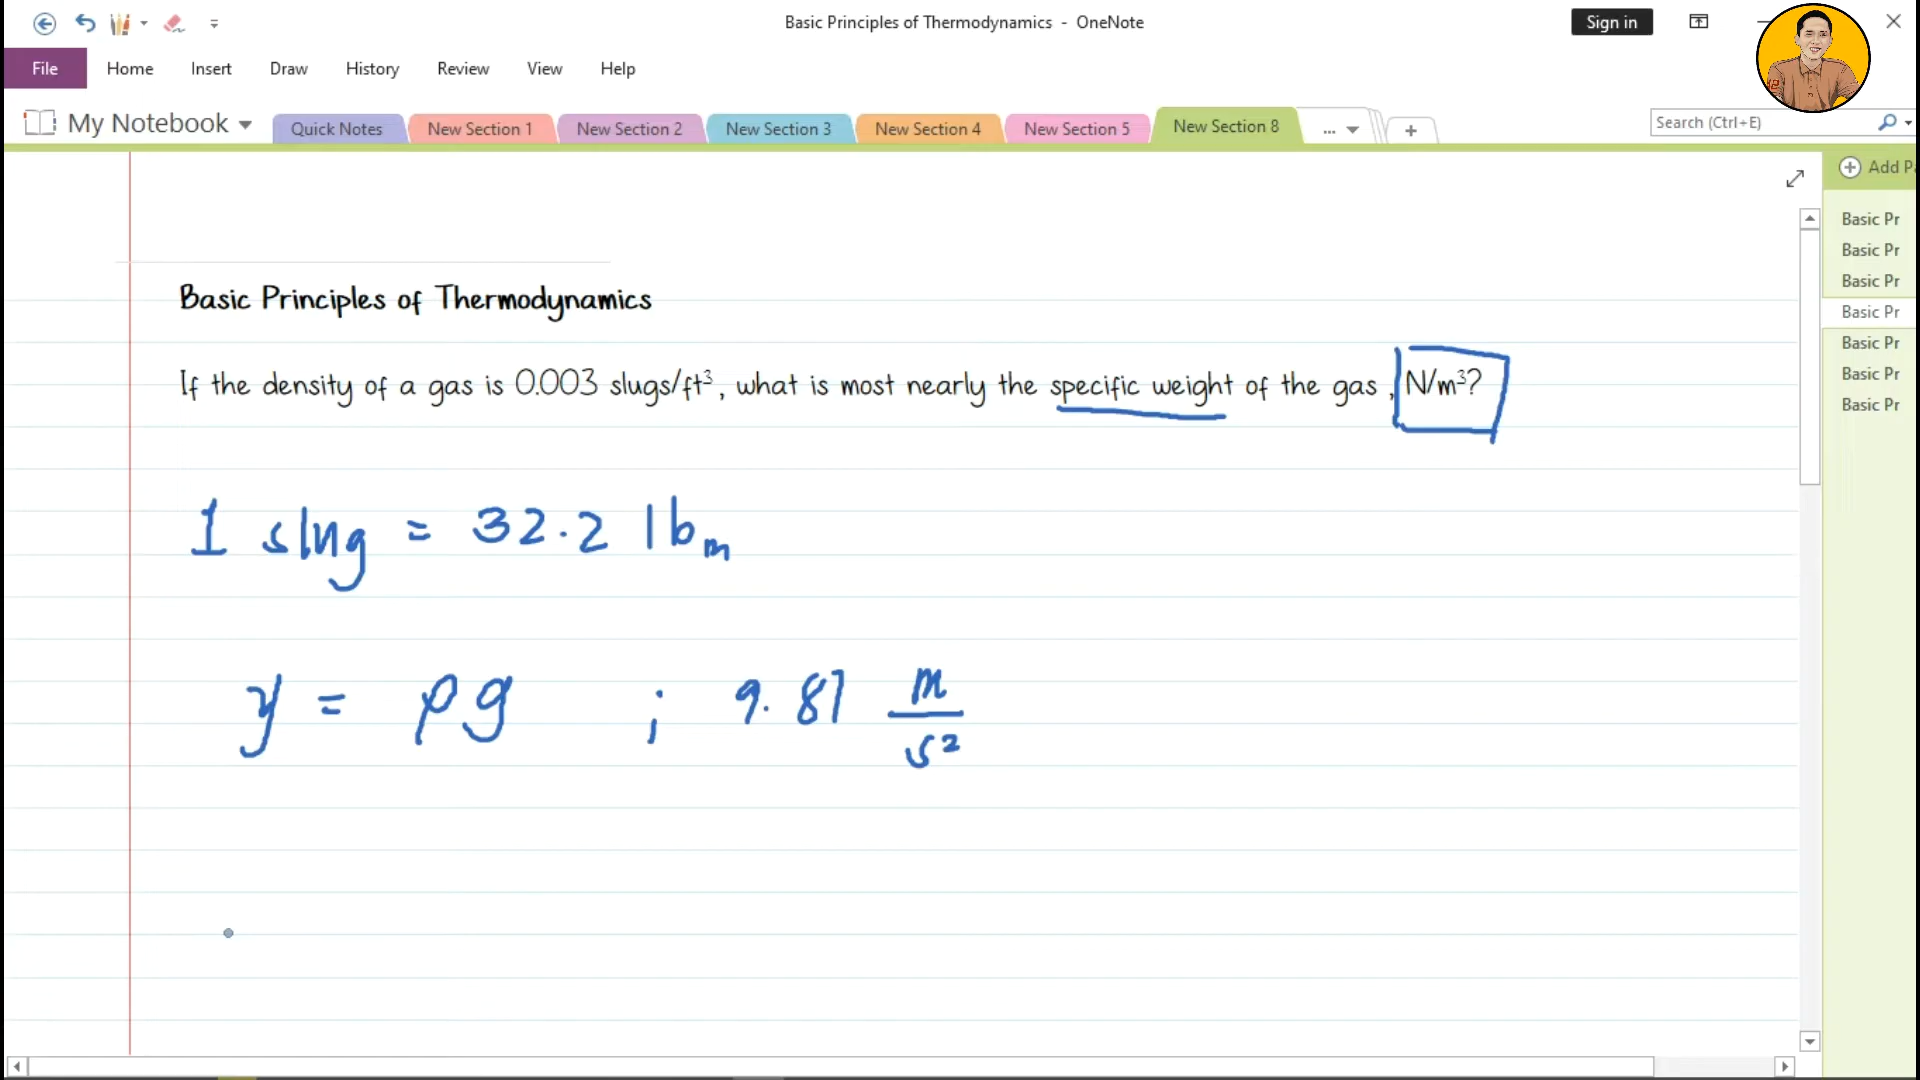 Basic Principles of Thermodynamics - OneNote
Sign in
File Home Insert Draw History Review View Help
My Notebook
Quick Notes New Section 1 New Section 2 New Section 3 New Section 4 New Section 5 New Section 8 ... +
Search (Ctrl+E)
Add P
Basic Pr
Basic Pr
Basic Pr
Basic Pr
Basic Pr
Basic Pr
Basic Pr
Basic Principles of Thermodynamics
If the density of a gas is 0.003 slugs/ft³, what is most nearly the specific weight of the gas , N/m³?
1 slug = 32.2 lbm
γ = ρg ; 9.81 m/s²